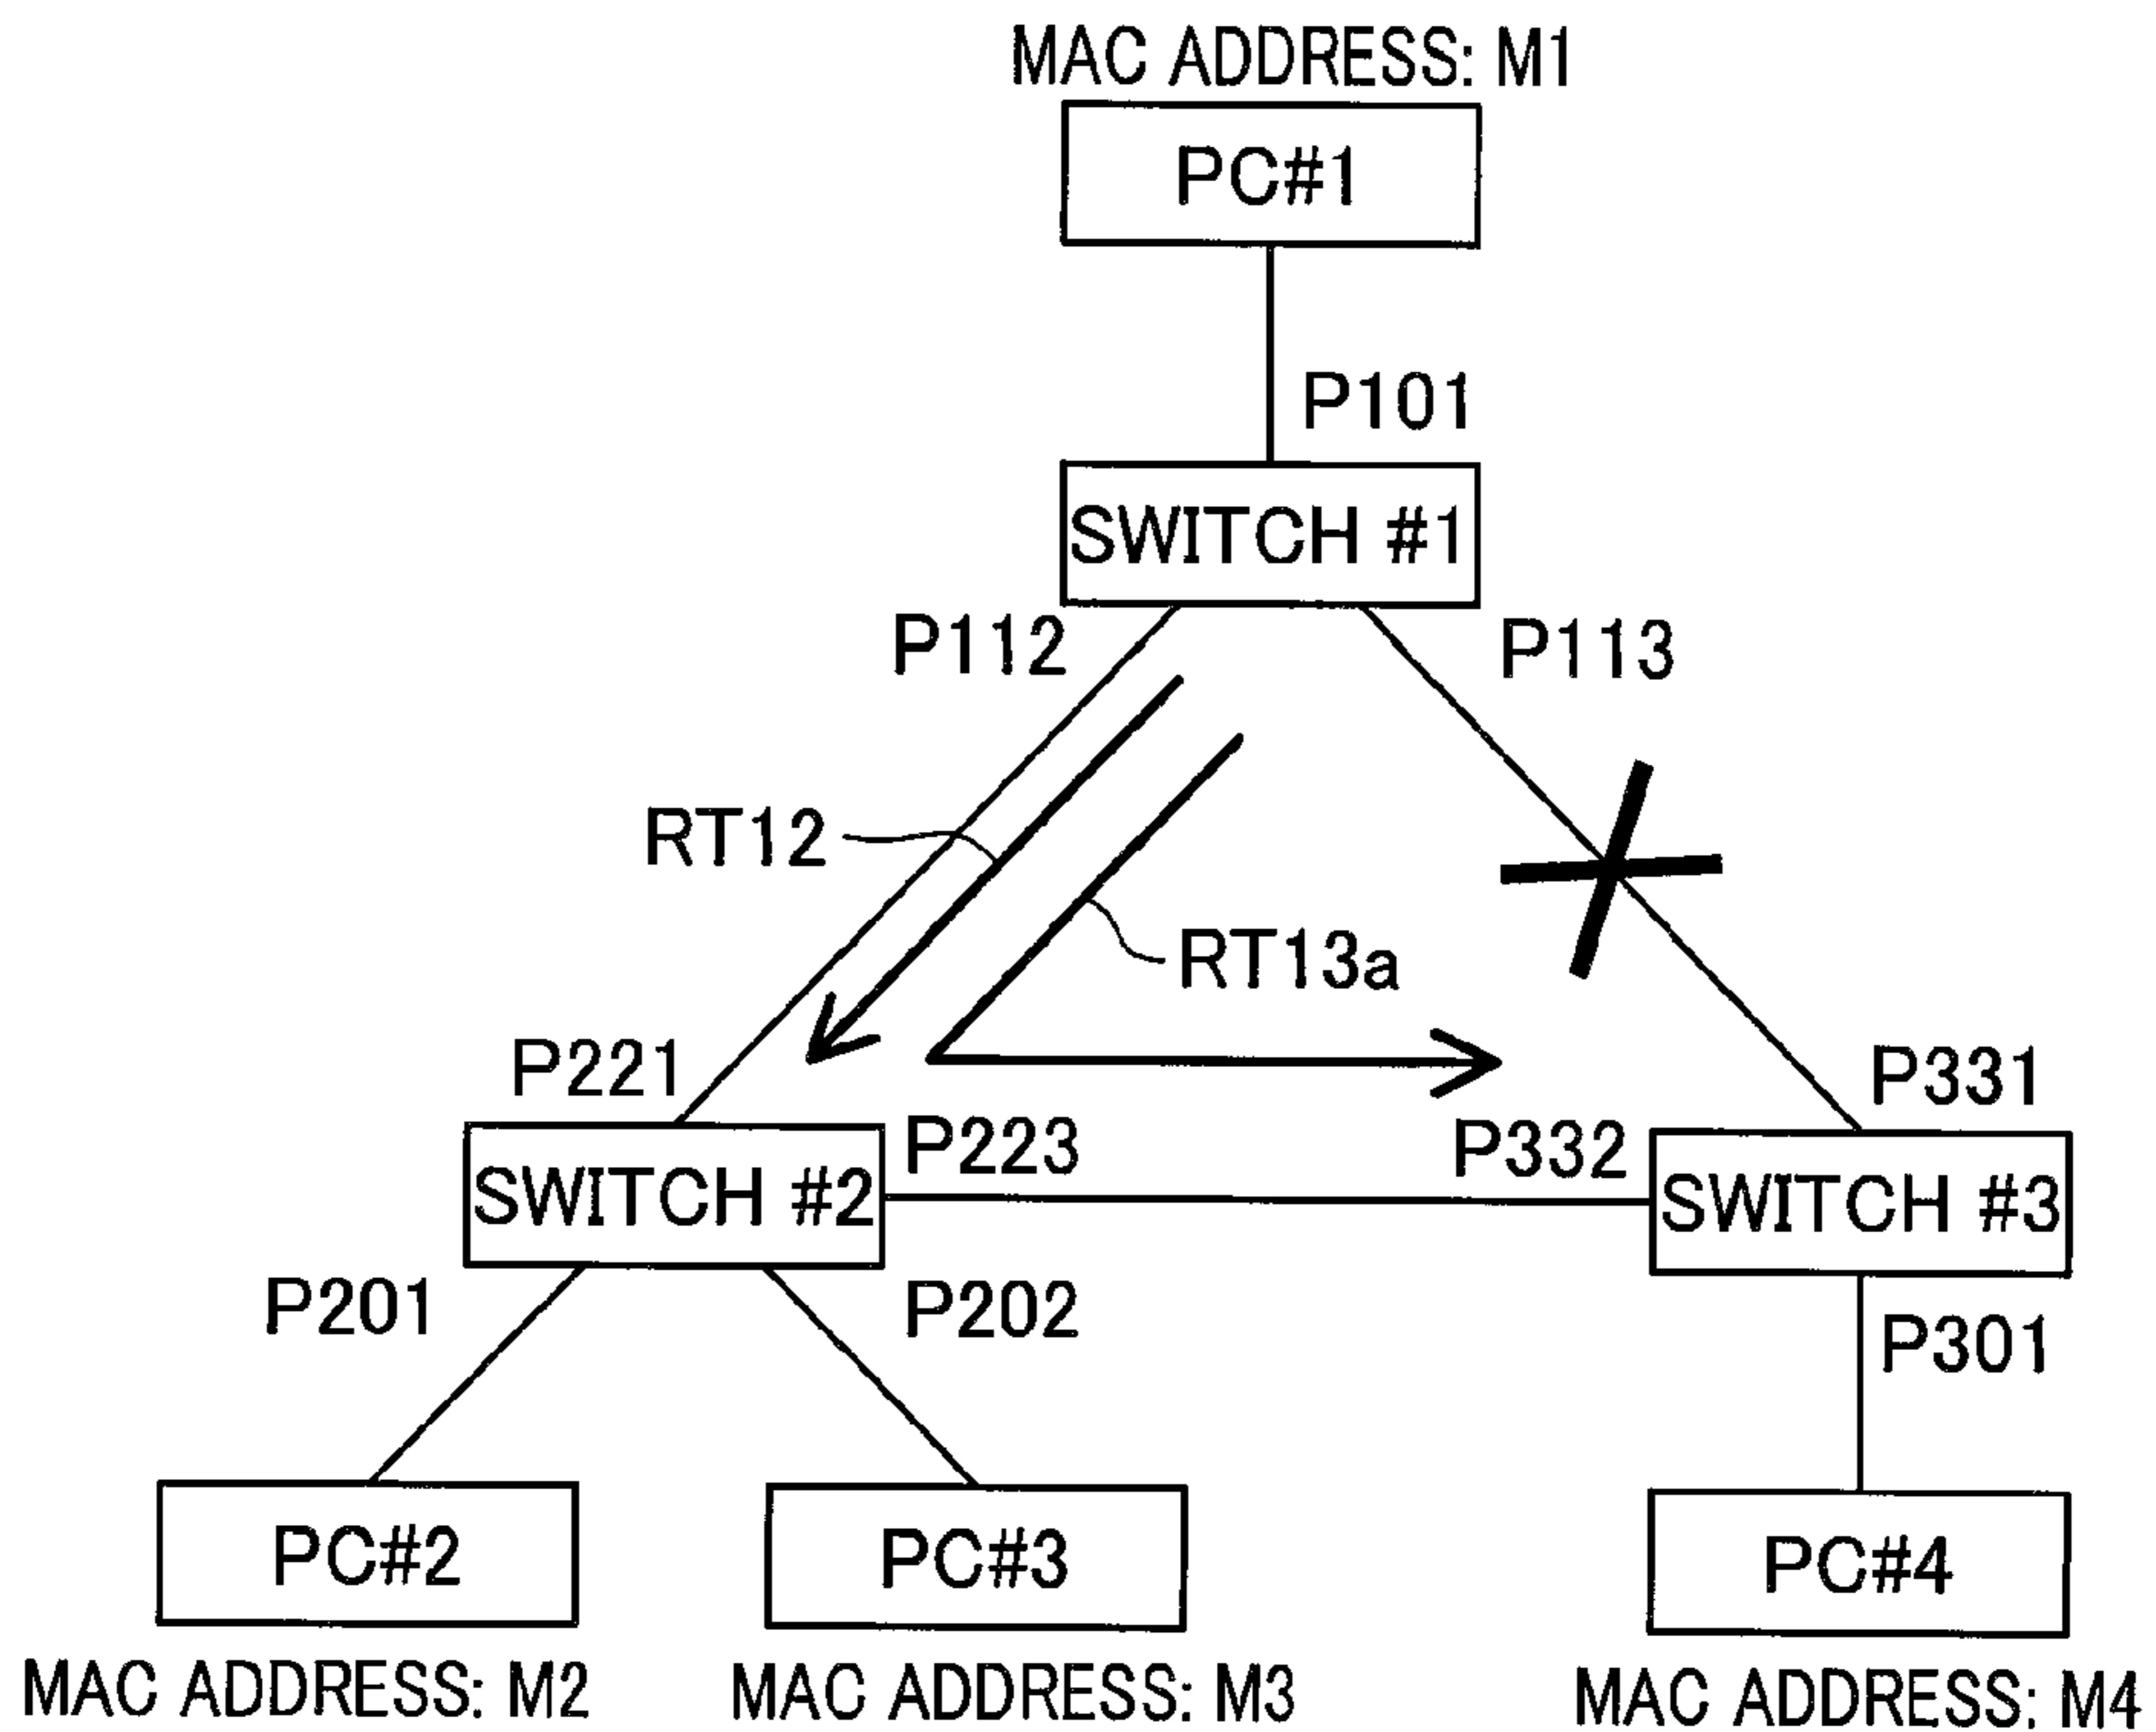 MAC ADDRESS: M1
PC#1
P101
SWITCH #1
P112
P113
RT12
RT13a
P221
P331
P223
P332
SWITCH #2
SWITCH #3
P201
P202
P301
PC#2
PC#3
PC#4
MAC ADDRESS: M2
MAC ADDRESS: M3
MAC ADDRESS: M4